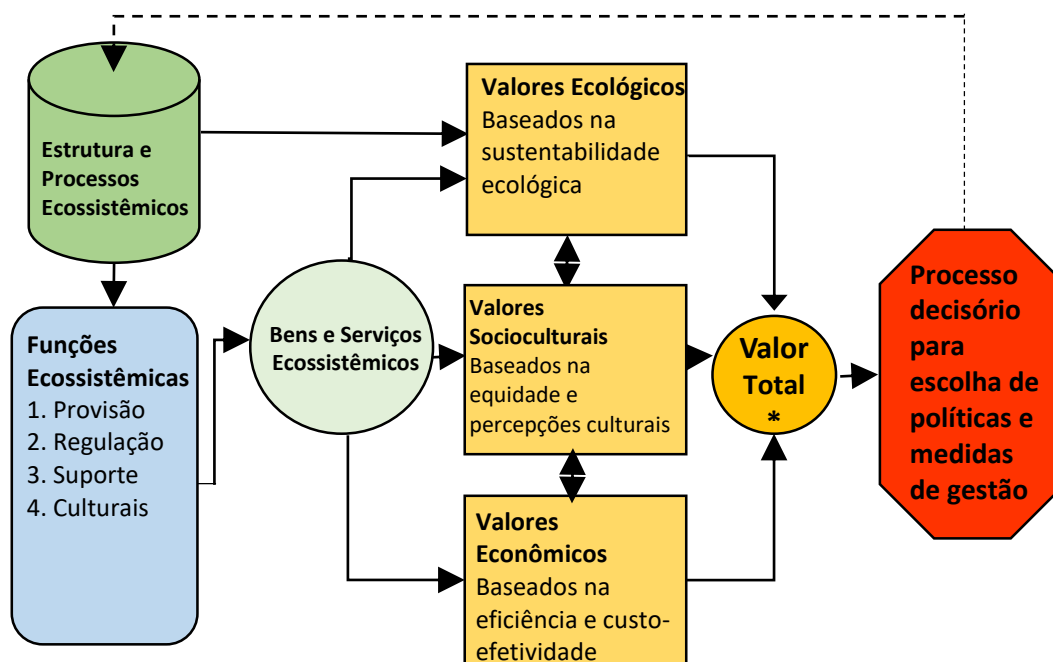 Estrutura e
Processos
Ecossistêmicos
Funções
Ecossistêmicas
1. Provisão
2. Regulação
3. Suporte
4. Culturais
Bens e Serviços
Ecossistêmicos
Valores Ecológicos
Baseados na
sustentabilidade
ecológica
Valores
Socioculturais
Baseados na
equidade e
percepções culturais
Valores
Econômicos
Baseados na
eficiência e custo-
efetividade
Valor
Total
*
Processo
decisório
para
escolha de
políticas e
medidas
de gestão